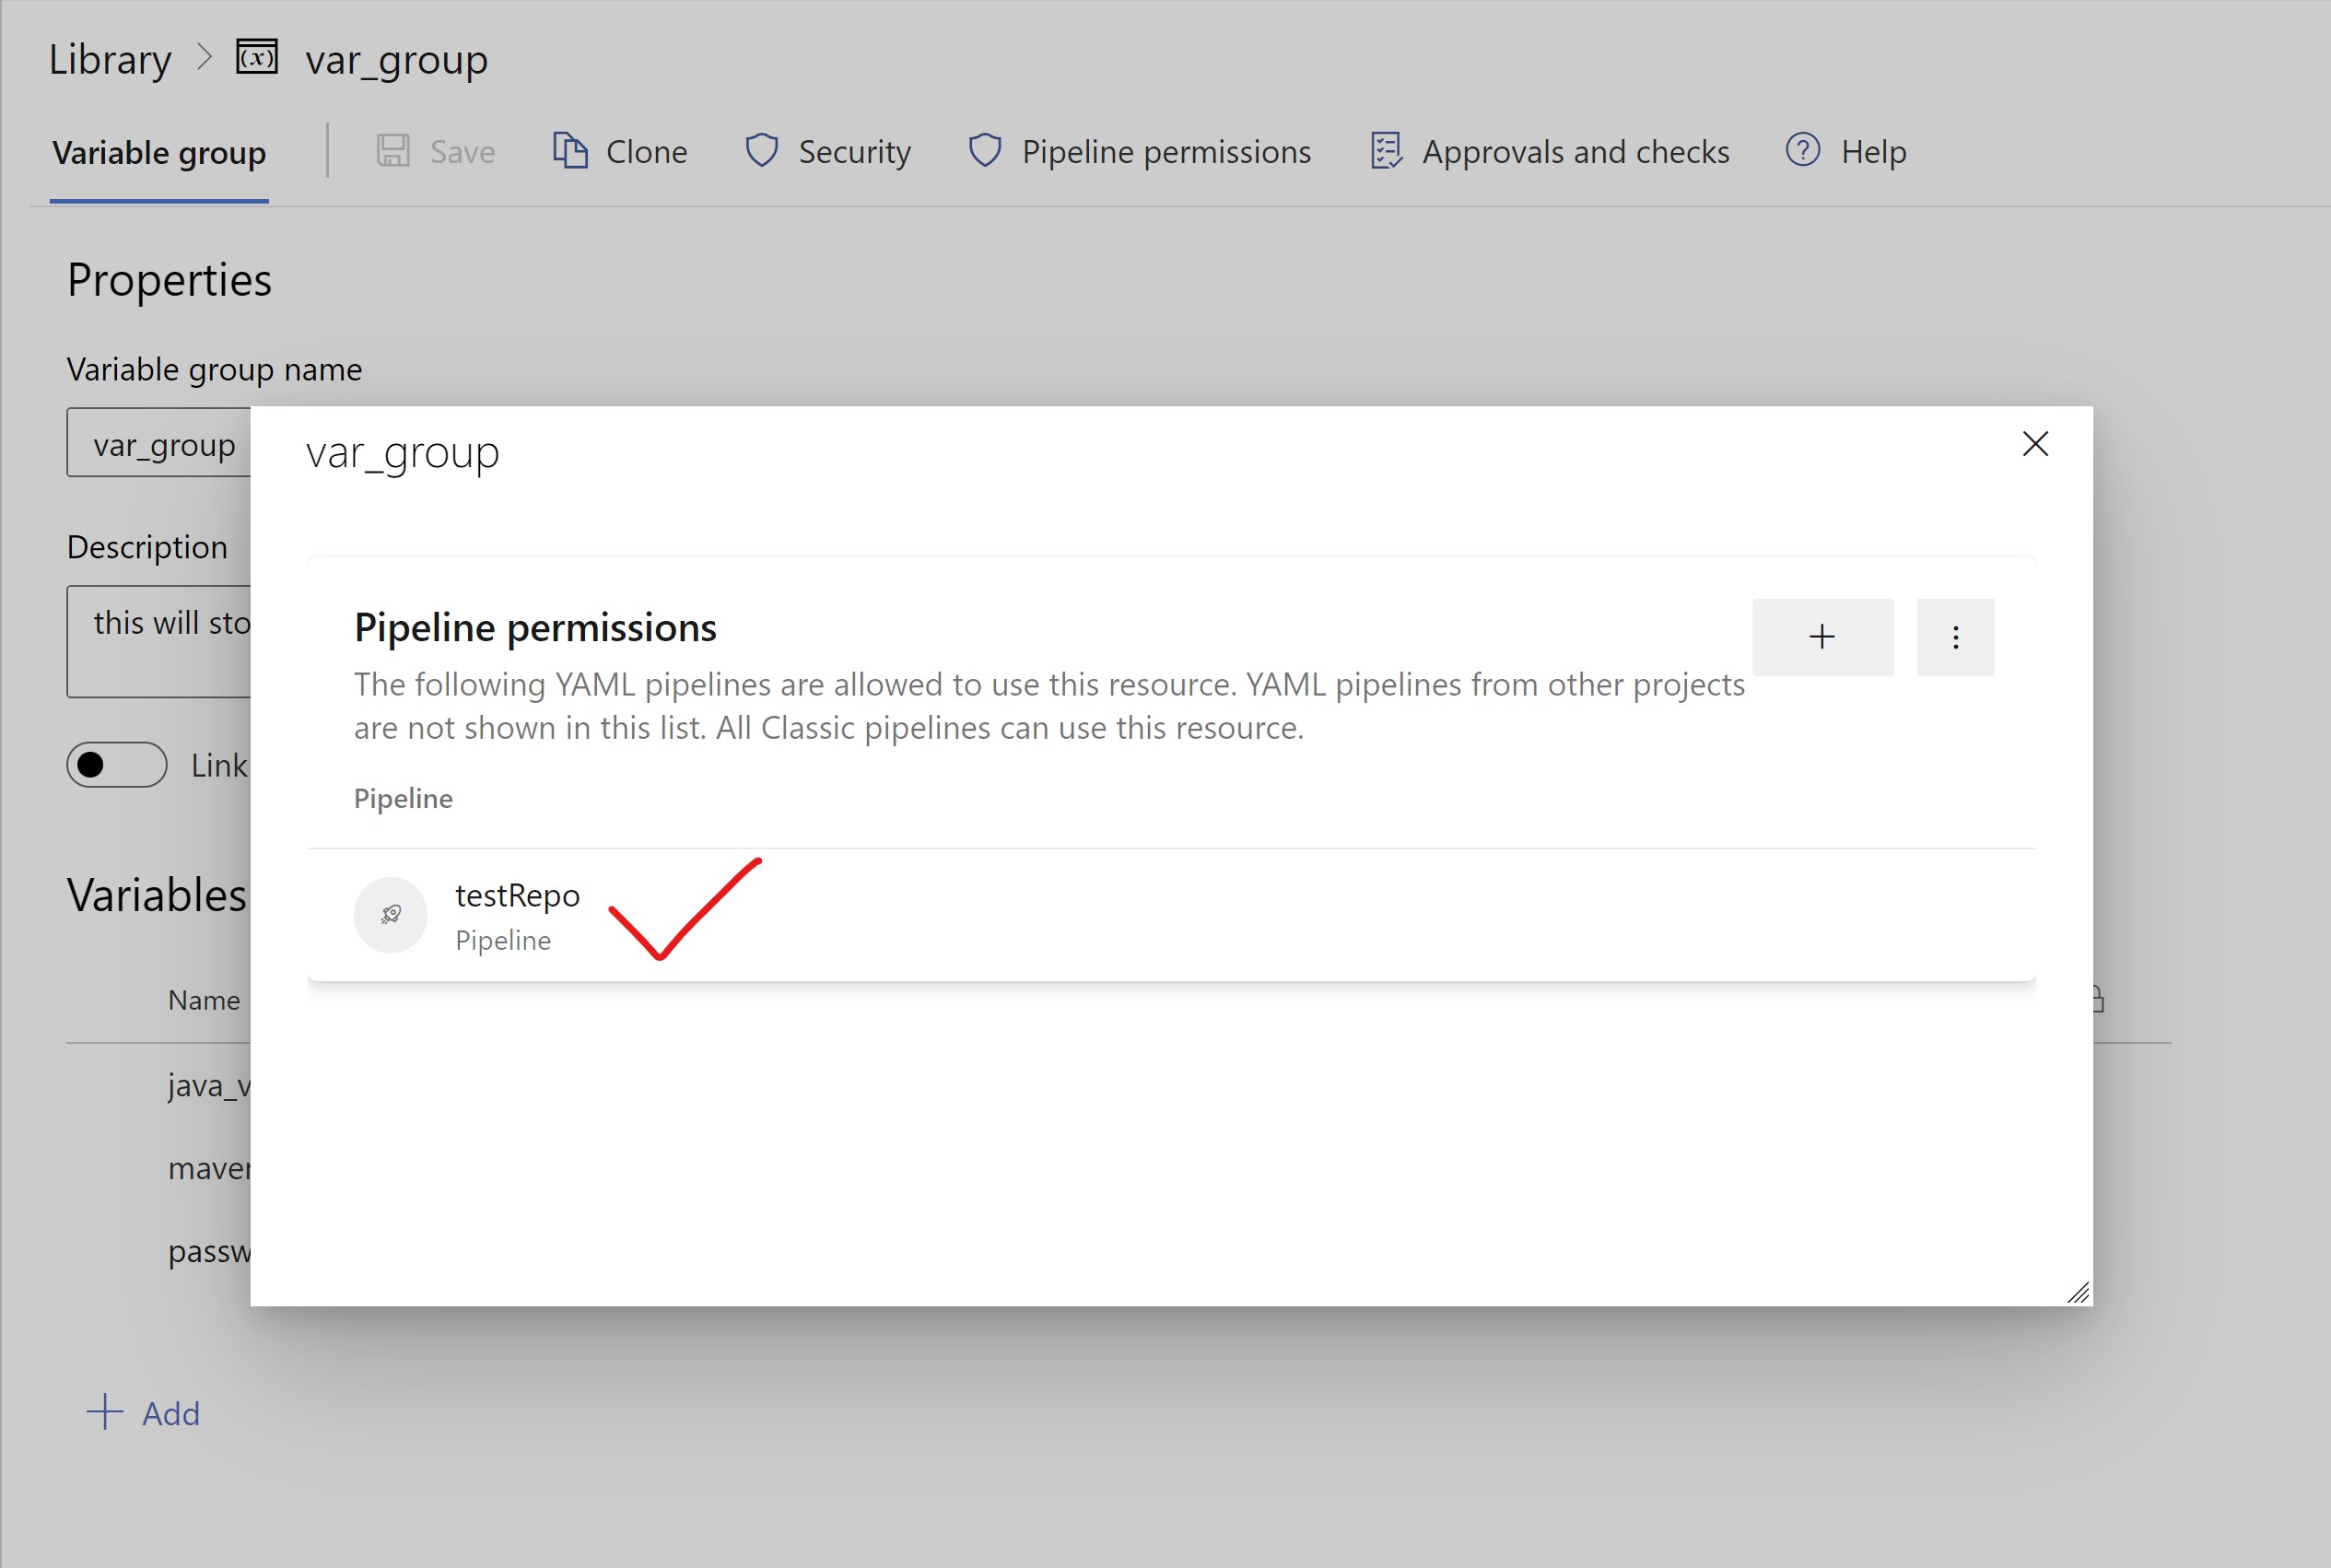 Library > var_group
Variable group Save Clone Security Pipeline permissions Approvals and checks Help
Properties
Variable group name
var_group
Description
this will sto
Link
Variables
Name
java_v
maven
passw
Add
var_group
Pipeline permissions
The following YAML pipelines are allowed to use this resource. YAML pipelines from other projects
are not shown in this list. All Classic pipelines can use this resource.
Pipeline
testRepo
Pipeline